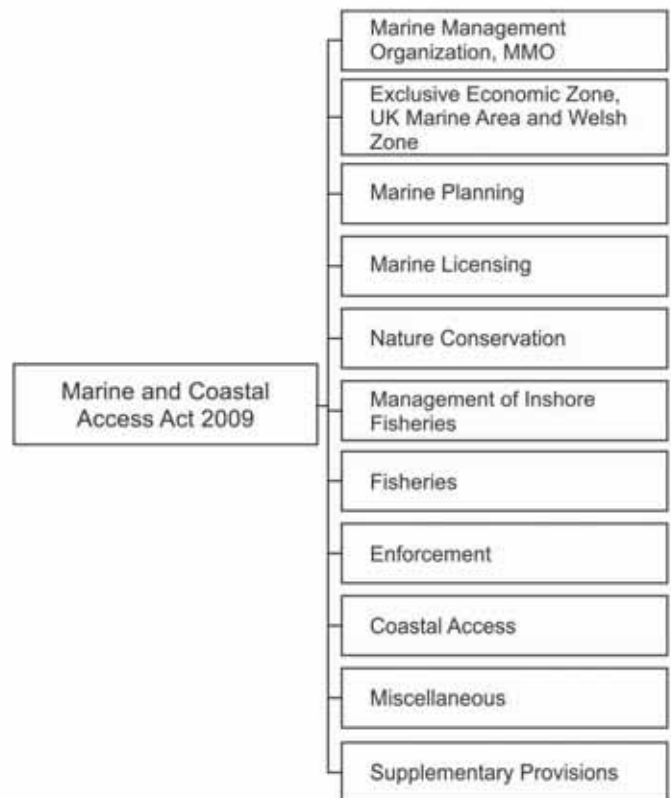 Marine Management
Organization, MMO
Exclusive Economic Zone,
UK Marine Area and Welsh
Zone
Marine Planning
Marine Licensing
Nature Conservation
Marine and Coastal
Access Act 2009
Management of Inshore
Fisheries
Fisheries
Enforcement
Coastal Access
Miscellaneous
Supplementary Provisions